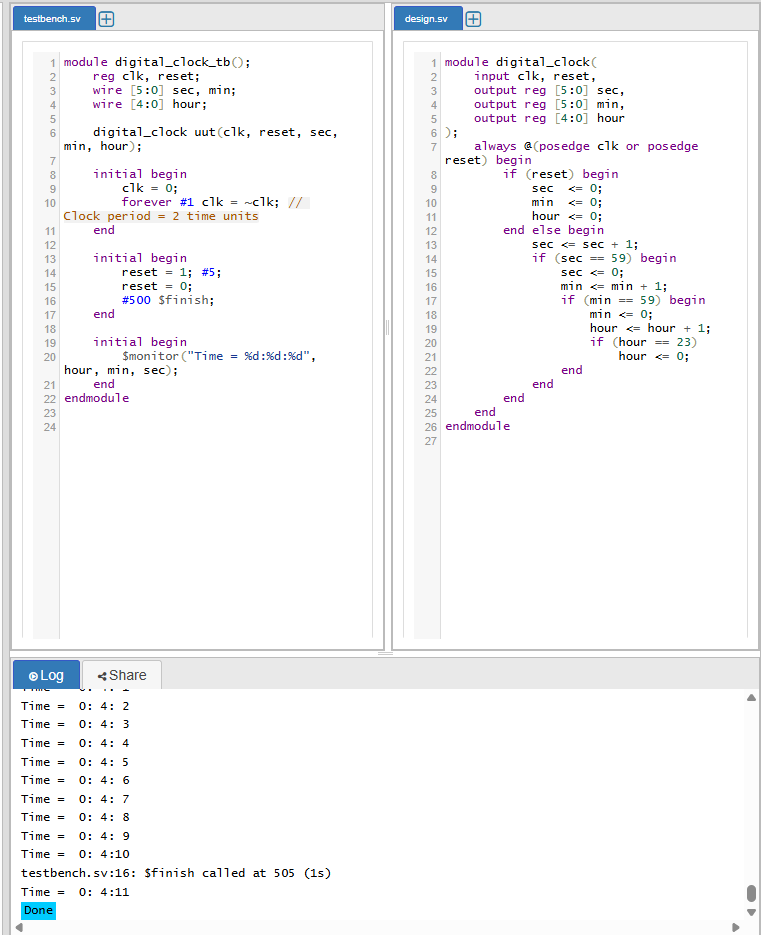 testbench.sv
1 module digital_clock_tb();
2 reg clk, reset;
3 wire [5:0] sec, min;
4 wire [4:0] hour;
5
6 digital_clock uut(clk, reset, sec,
min, hour);
7
8 initial begin
9 clk = 0;
10 forever #1 clk = ~clk; //
Clock period = 2 time units
11 end
12
13 initial begin
14 reset = 1; #5;
15 reset = 0;
16 #500 $finish;
17 end
18
19 initial begin
20 $monitor("Time = %d:%d:%d",
hour, min, sec);
21 end
22 endmodule
23
24
design.sv
1 module digital_clock(
2 input clk, reset,
3 output reg [5:0] sec,
4 output reg [5:0] min,
5 output reg [4:0] hour
6 );
7 always @(posedge clk or posedge
reset) begin
8 if (reset) begin
9 sec <= 0;
10 min <= 0;
11 hour <= 0;
12 end else begin
13 sec <= sec + 1;
14 if (sec == 59) begin
15 sec <= 0;
16 min <= min + 1;
17 if (min == 59) begin
18 min <= 0;
19 hour <= hour + 1;
20 if (hour == 23)
21 hour <= 0;
22 end
23 end
24 end
25 end
26 endmodule
27
Log
Share
Time = 0: 4: 1
Time = 0: 4: 2
Time = 0: 4: 3
Time = 0: 4: 4
Time = 0: 4: 5
Time = 0: 4: 6
Time = 0: 4: 7
Time = 0: 4: 8
Time = 0: 4: 9
Time = 0: 4:10
testbench.sv:16: $finish called at 505 (1s)
Time = 0: 4:11
Done